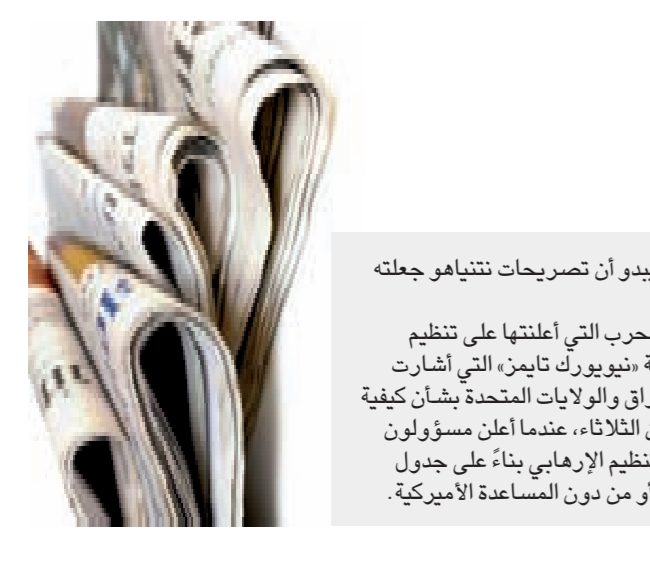 يبدو أن تصريحات نتنياهو جعلته
حرب التي أعلنتها على تنظيم
ة «نيويورك تايمز» التي أشارت
راق والولايات المتحدة بشأن كيفية
الثلاثاء، عندما أعلن مسؤولون
تنظيم الإرهابي بناءً على جدول
أو من دون المساعدة الأميركية.